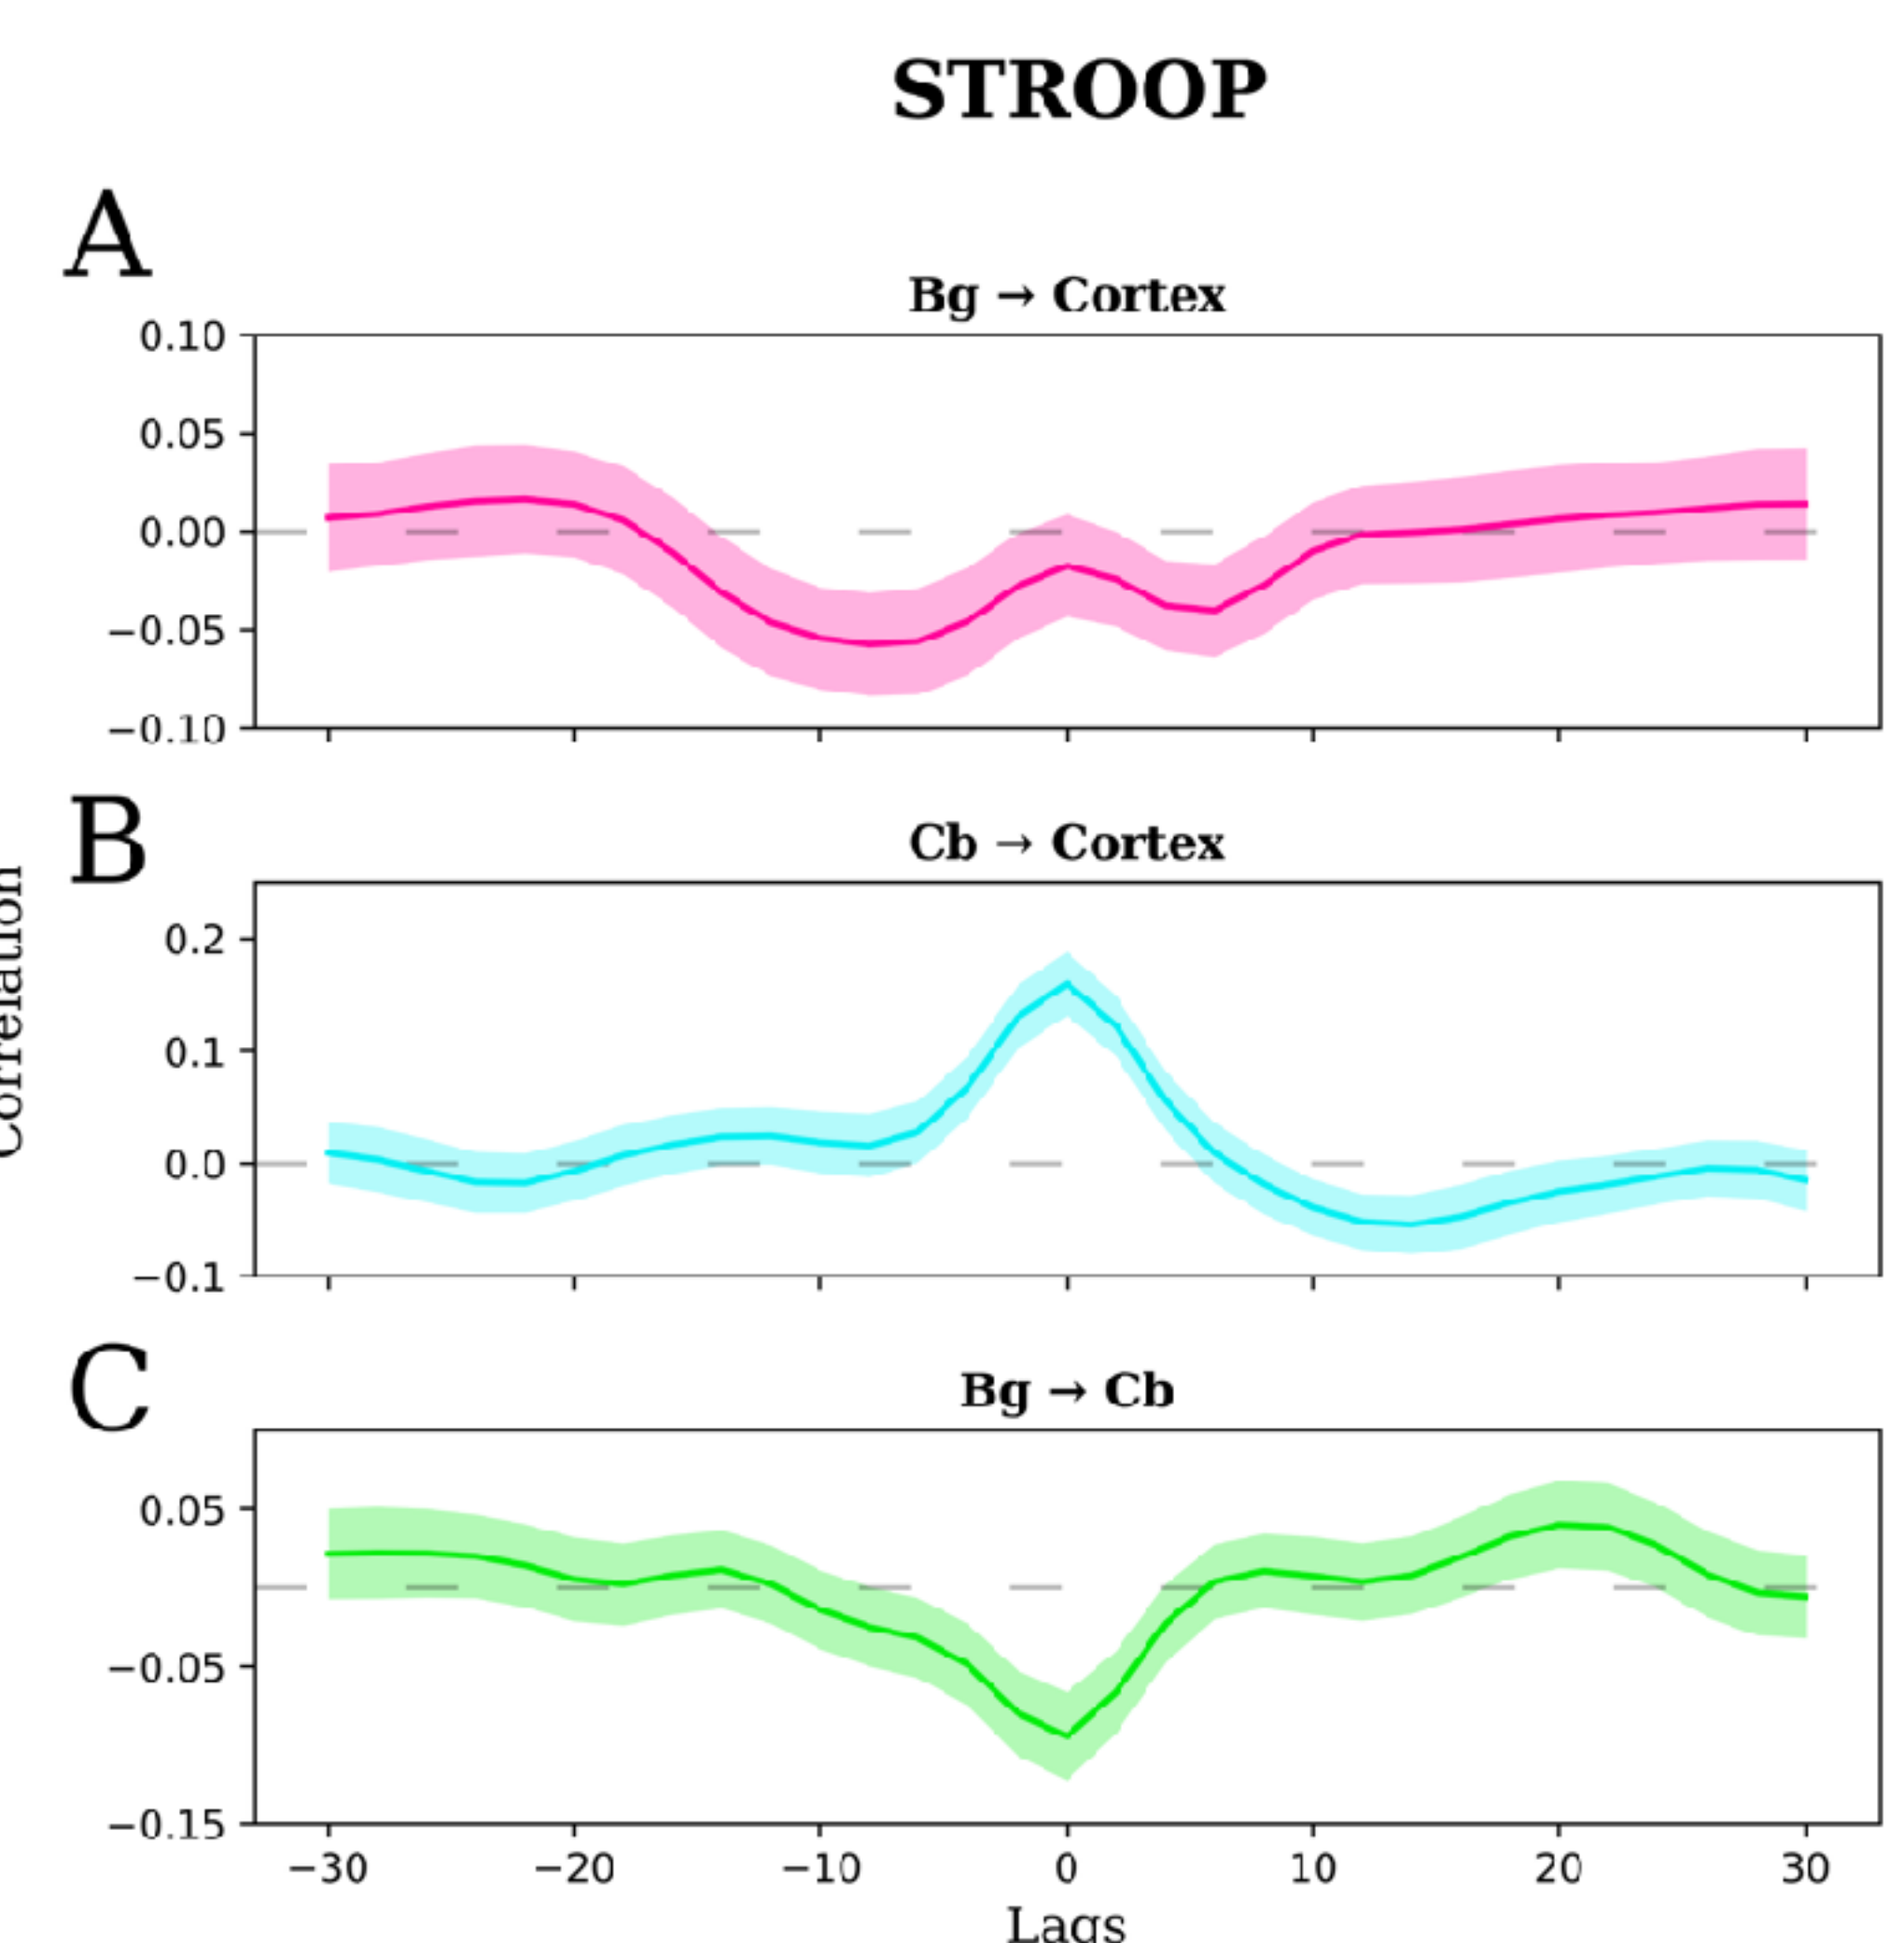 STROOP
A
Bg → Cortex
0.10
0.05
0.00
−0.05
−0.10
B
Cb → Cortex
Correlation
0.2
0.1
0.0
−0.1
C
Bg → Cb
0.05
−0.05
−0.15
−30 −20 −10 0 10 20 30
Lags